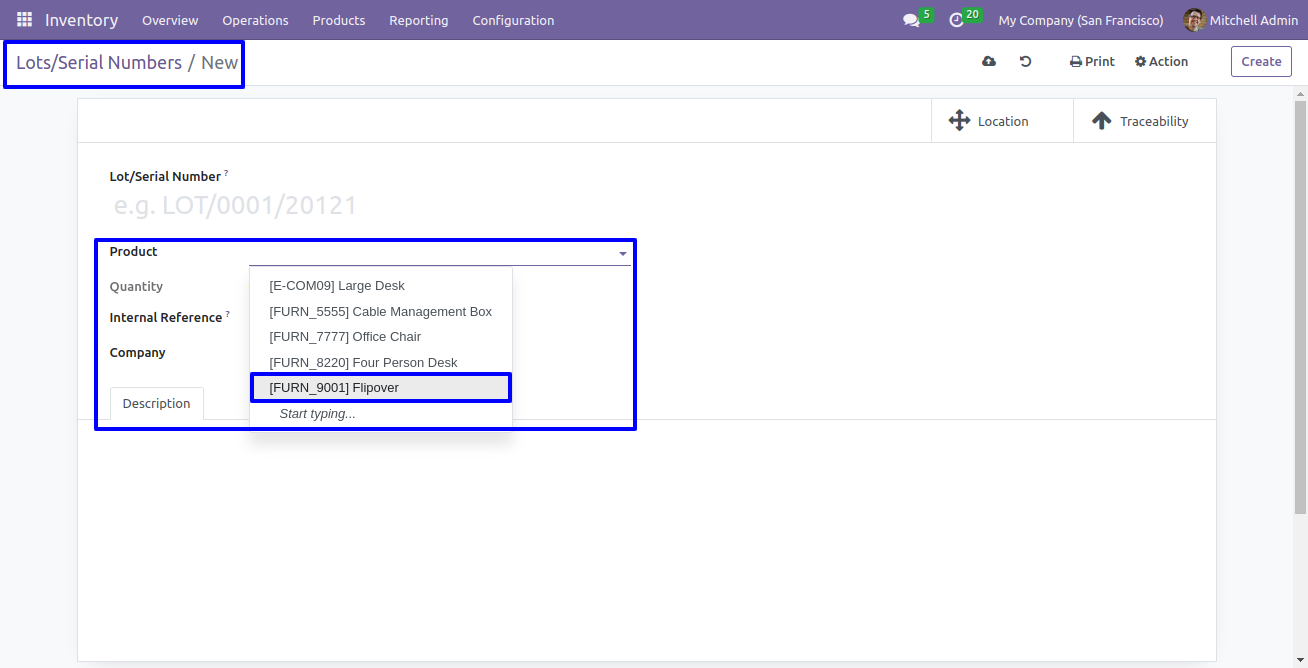 Inventory Overview Operations Products Reporting Configuration 5 20 My Company (San Francisco) Mitchell Admin
Lots/Serial Numbers / New Print Action Create
Location Traceability
Lot/Serial Number ?
e.g. LOT/0001/20121
Product
[E-COM09] Large Desk
Quantity
[FURN_5555] Cable Management Box
Internal Reference ?
[FURN_7777] Office Chair
Company
[FURN_8220] Four Person Desk
[FURN_9001] Flipover
Description
Start typing...